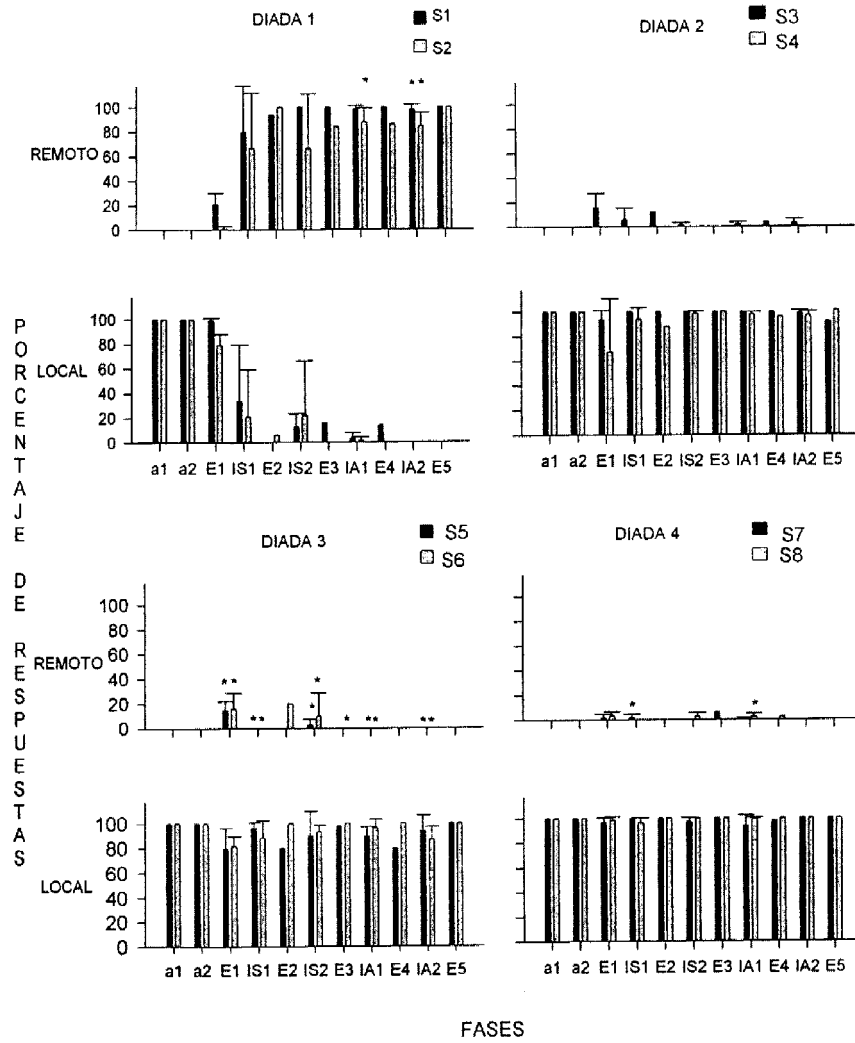 DIADA 1
S1
S2
DIADA 2
S3
S4
* * *
100
80
60
40
20
0
REMOTO
100
80
60
40
20
0
LOCAL
a1 a2 E1 IS1 E2 IS2 E3 IA1 E4 IA2 E5
a1 a2 E1 IS1 E2 IS2 E3 IA1 E4 IA2 E5
PORCENTAJE DE RESPUESTAS
DIADA 3
S5
S6
DIADA 4
S7
S8
100
80
60
40
20
0
REMOTO
* * ** * * * ** **
* *
100
80
60
40
20
0
LOCAL
a1 a2 E1 IS1 E2 IS2 E3 IA1 E4 IA2 E5
a1 a2 E1 IS1 E2 IS2 E3 IA1 E4 IA2 E5
FASES